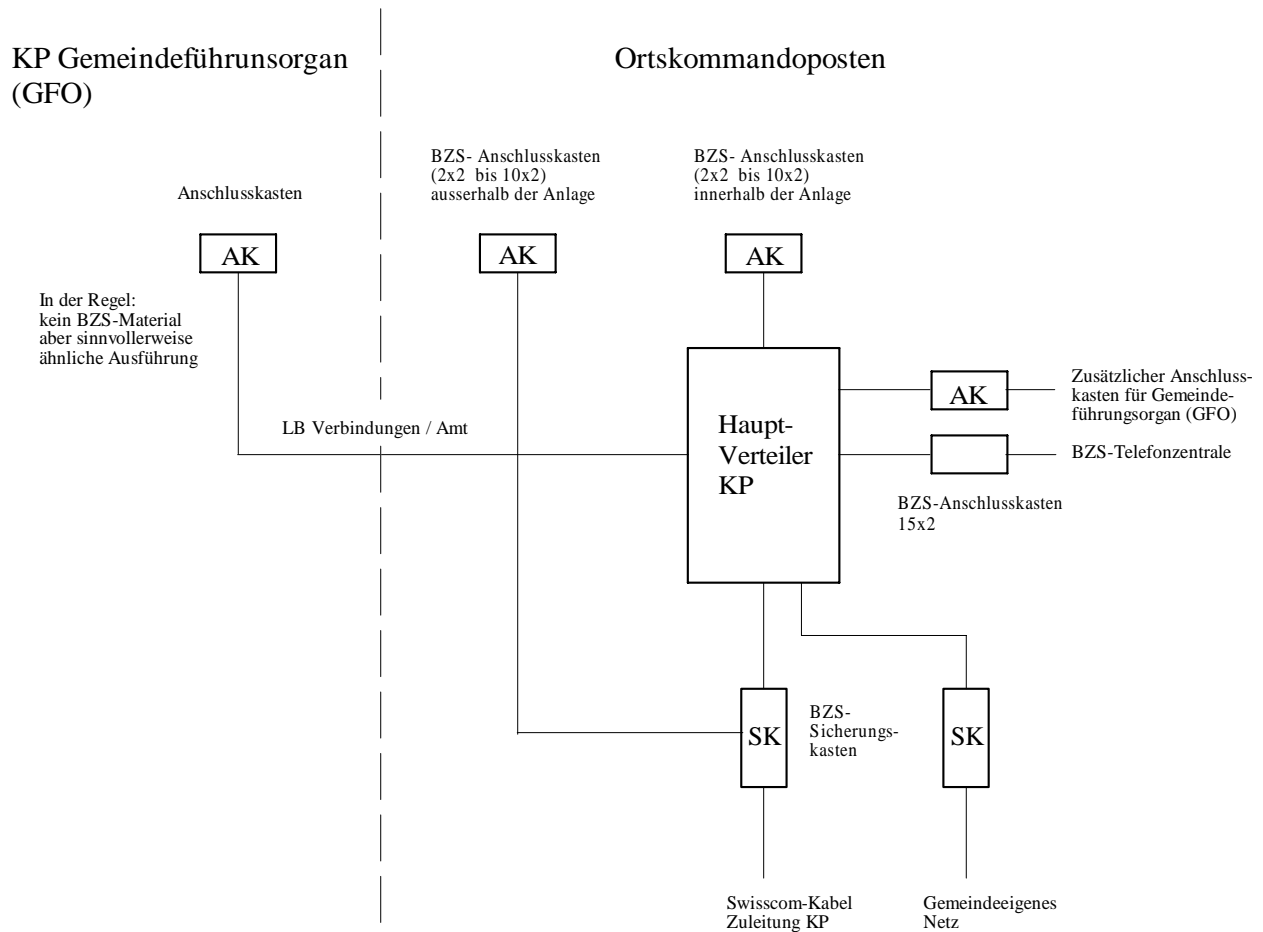 KP Gemeindeführunsorgan
(GFO)
Ortskommandoposten
Anschlusskasten
BZS- Anschlusskasten
(2x2 bis 10x2)
ausserhalb der Anlage
BZS- Anschlusskasten
(2x2 bis 10x2)
innerhalb der Anlage
AK
AK
AK
In der Regel:
kein BZS-Material
aber sinnvollerweise
ähnliche Ausführung
LB Verbindungen / Amt
Haupt-
Verteiler
KP
AK
Zusätzlicher Anschluss-
kasten für Gemeinde-
führungsorgan (GFO)
BZS-Telefonzentrale
BZS-Anschlusskasten
15x2
SK
BZS-
Sicherungs-
kasten
SK
Swisscom-Kabel
Zuleitung KP
Gemeindeeigenes
Netz